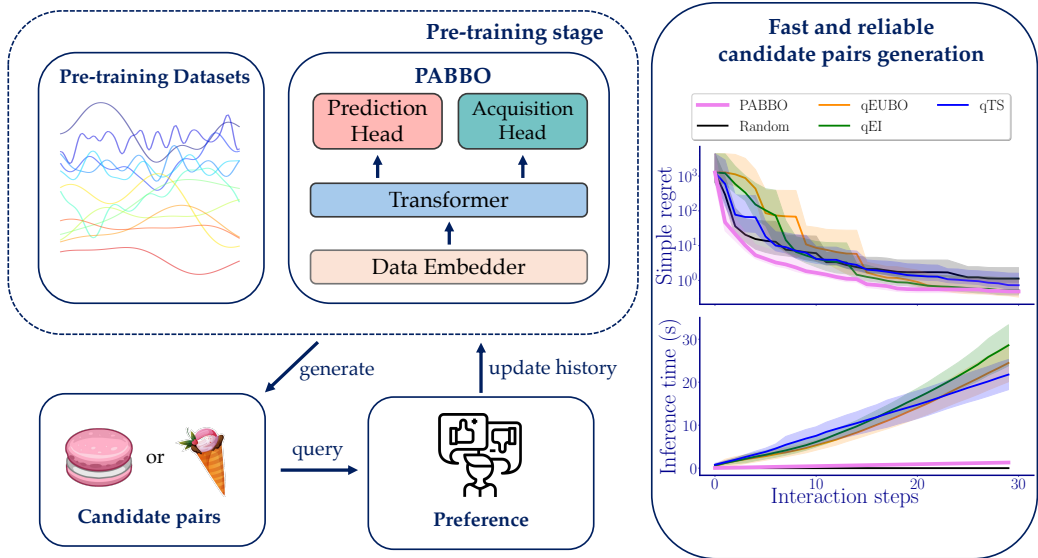 Pre-training stage
Pre-training Datasets
PABBO
Prediction
Head
Acquisition
Head
Transformer
Data Embedder
generate
update history
or
Candidate pairs
query
Preference
Fast and reliable
candidate pairs generation
PABBO
Random
qEUBO
qEI
qTS
Simple regret
10³
10²
10¹
10⁰
Inference time (s)
30
20
10
0
0
10
20
30
Interaction steps